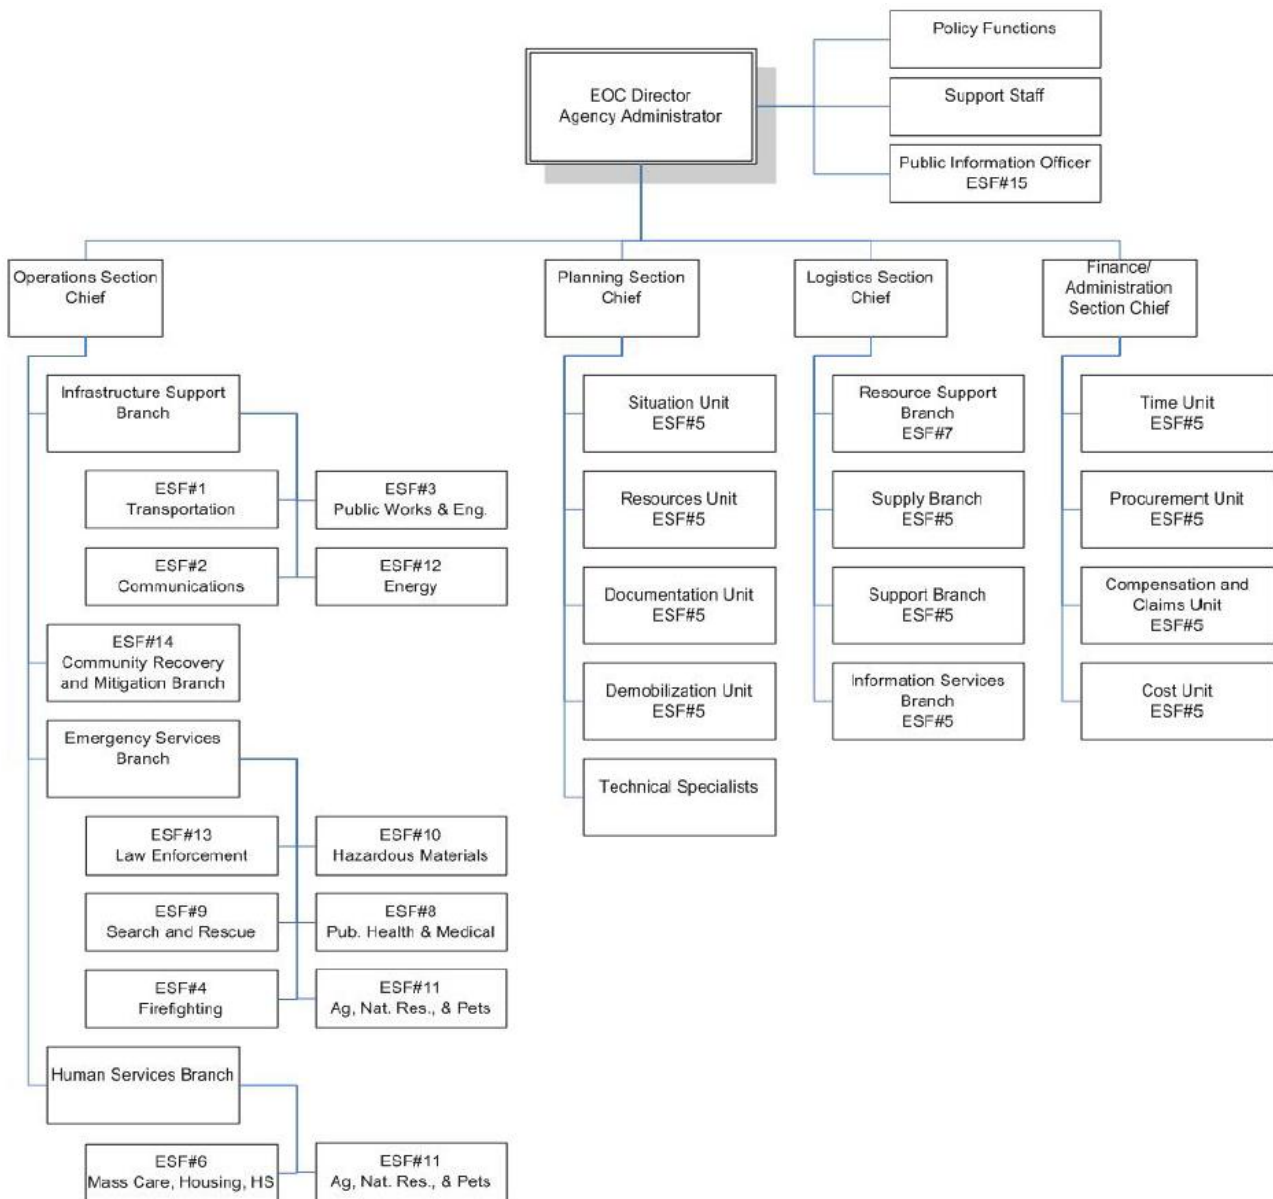 Policy Functions
EOC Director
Agency Administrator
Support Staff
Public Information Officer
ESF#15
Operations Section
Chief
Planning Section
Chief
Logistics Section
Chief
Finance/
Administration
Section Chief
Infrastructure Support
Branch
ESF#1
Transportation
ESF#3
Public Works & Eng.
ESF#2
Communications
ESF#12
Energy
ESF#14
Community Recovery
and Mitigation Branch
Emergency Services
Branch
ESF#13
Law Enforcement
ESF#10
Hazardous Materials
ESF#9
Search and Rescue
ESF#8
Pub. Health & Medical
ESF#4
Firefighting
ESF#11
Ag, Nat. Res., & Pets
Human Services Branch
ESF#6
Mass Care, Housing, HS
ESF#11
Ag, Nat. Res., & Pets
Situation Unit
ESF#5
Resources Unit
ESF#5
Documentation Unit
ESF#5
Demobilization Unit
ESF#5
Technical Specialists
Resource Support
Branch
ESF#7
Supply Branch
ESF#5
Support Branch
ESF#5
Information Services
Branch
ESF#5
Time Unit
ESF#5
Procurement Unit
ESF#5
Compensation and
Claims Unit
ESF#5
Cost Unit
ESF#5